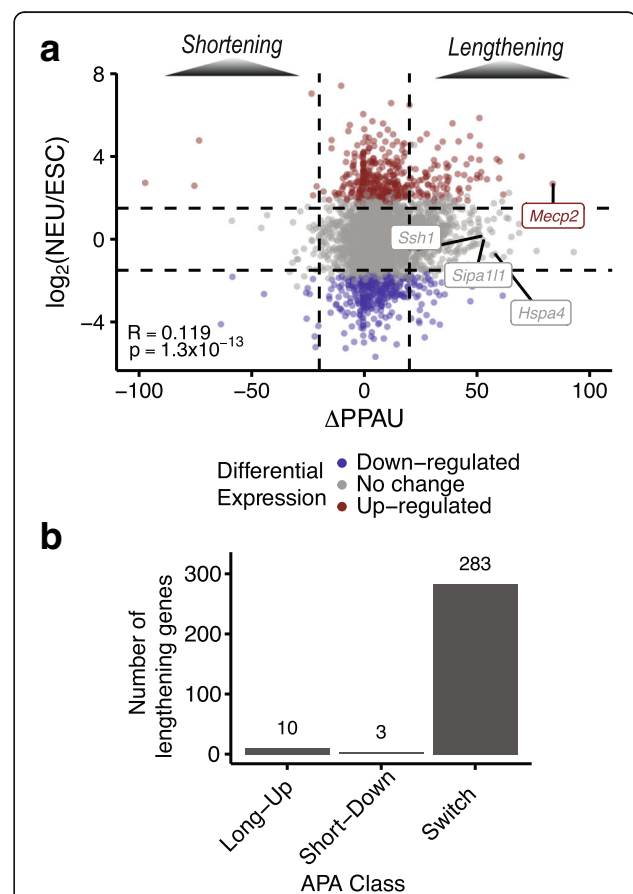 a
Shortening
Lengthening
log2(NEU/ESC)
8
4
0
−4
Mecp2
Ssh1
Sipa1l1
Hspa4
R = 0.119
p = 1.3x10−13
−100
−50
0
50
100
ΔPPAU
Differential
Expression
Down−regulated
No change
Up−regulated
b
Number of
lengthening genes
300
200
100
0
10
3
283
Long−Up
Short−Down
Switch
APA Class